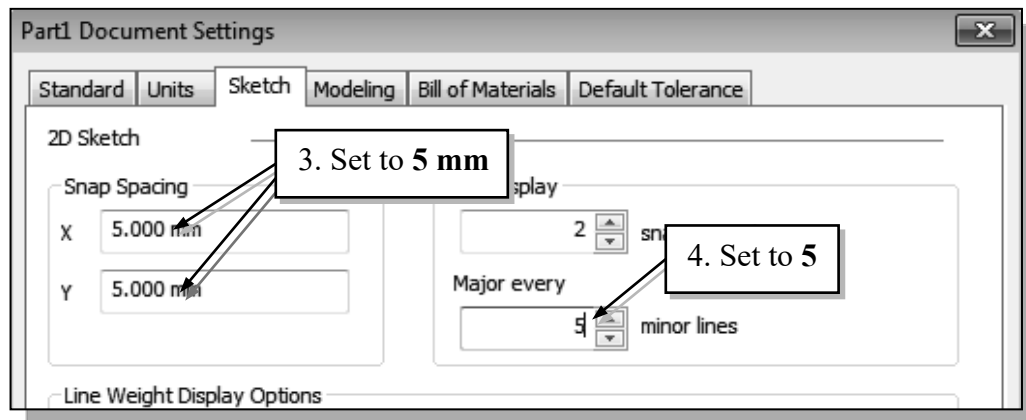 Part1 Document Settings
Standard Units Sketch Modeling Bill of Materials Default Tolerance
2D Sketch
3. Set to 5 mm
Snap Spacing
X 5.000 mm
Y 5.000 mm
2
4. Set to 5
Major every
5 minor lines
Line Weight Display Options